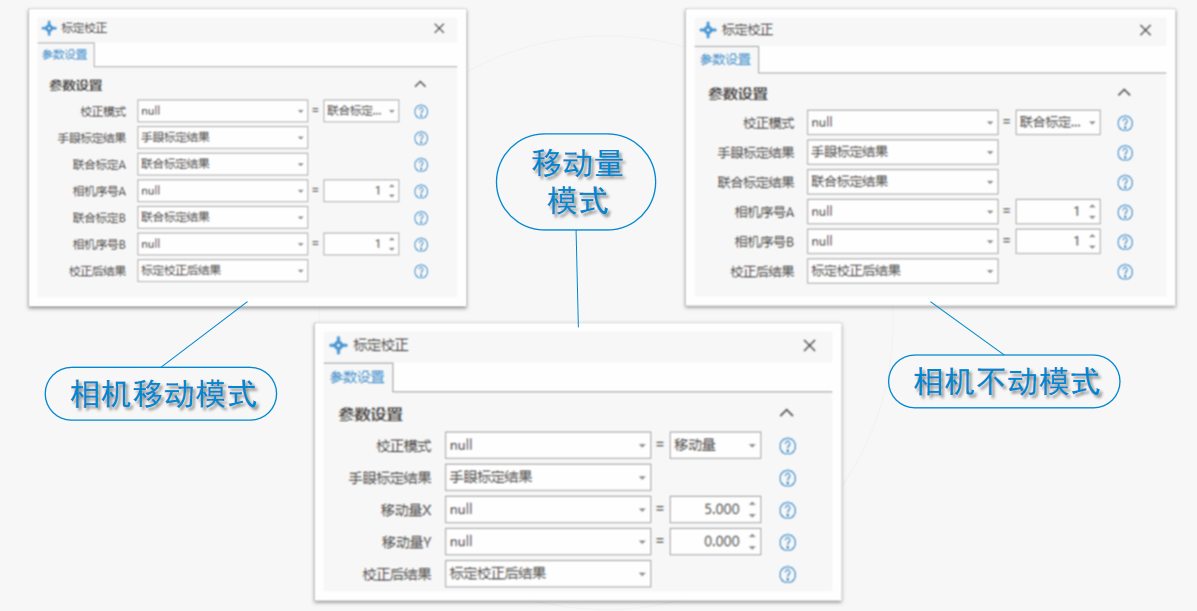 标定校正
参数设置
参数设置
校正模式 null = 联合标定...
手眼标定结果 手眼标定结果
联合标定A 联合标定结果
相机序号A null = 1
联合标定B 联合标定结果
相机序号B null = 1
校正后结果 标定校正后结果
相机移动模式
移动量
模式
标定校正
参数设置
参数设置
校正模式 null = 移动量
手眼标定结果 手眼标定结果
移动量X null = 5.000
移动量Y null = 0.000
校正后结果 标定校正后结果
标定校正
参数设置
参数设置
校正模式 null = 联合标定...
手眼标定结果 手眼标定结果
联合标定结果 联合标定结果
相机序号A null = 1
相机序号B null = 1
校正后结果 标定校正后结果
相机不动模式